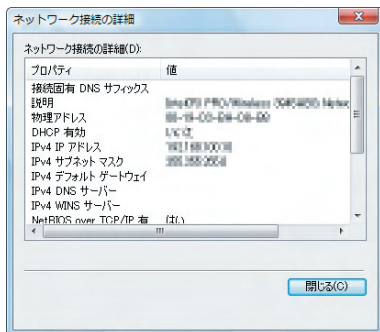 ネットワーク接続の詳細
ネットワーク接続の詳細(D):
プロパティ 値
接続固有 DNS サフィックス
説明
物理アドレス
DHCP 有効 いいえ
IPv4 IP アドレス
IPv4 サブネット マスク
IPv4 デフォルト ゲートウェイ
IPv4 DNS サーバー
IPv4 WINS サーバー
NetBIOS over TCP/IP 有 はい
閉じる(C)